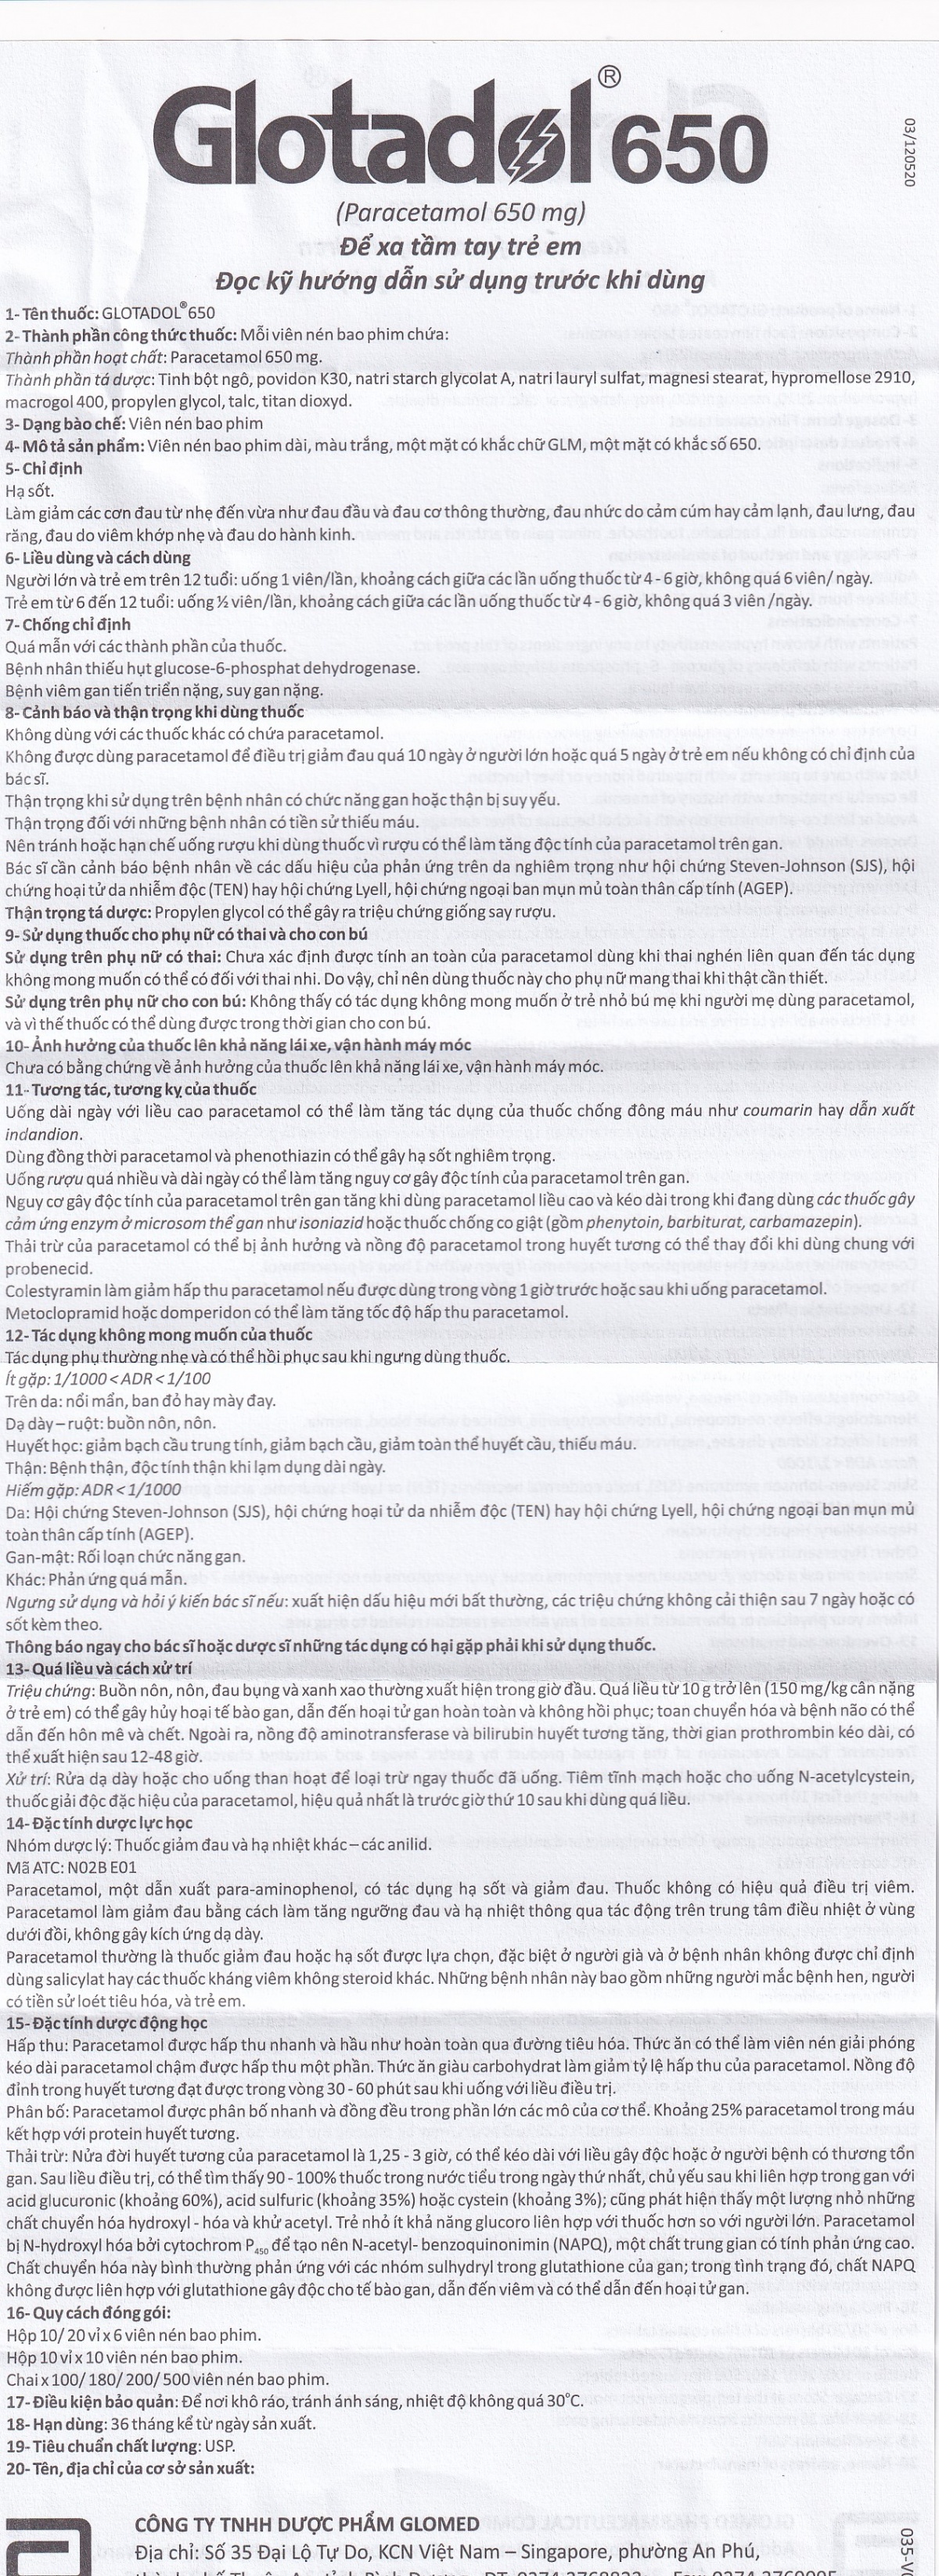 Glotadol® 650
03/120520
(Paracetamol 650 mg)
Để xa tầm tay trẻ em
Đọc kỹ hướng dẫn sử dụng trước khi dùng
1- Tên thuốc: GLOTADOL® 650
2- Thành phần công thức thuốc: Mỗi viên nén bao phim chứa:
Thành phần hoạt chất: Paracetamol 650 mg.
Thành phần tá dược: Tinh bột ngô, povidon K30, natri starch glycolat A, natri lauryl sulfat, magnesi stearat, hypromellose 2910,
macrogol 400, propylen glycol, talc, titan dioxyd.
3- Dạng bào chế: Viên nén bao phim
4- Mô tả sản phẩm: Viên nén bao phim dài, màu trắng, một mặt có khắc chữ GLM, một mặt có khắc số 650.
5- Chỉ định
Hạ sốt.
Làm giảm các cơn đau từ nhẹ đến vừa như đau đầu và đau cơ thông thường, đau nhức do cảm cúm hay cảm lạnh, đau lưng, đau
răng, đau do viêm khớp nhẹ và đau do hành kinh.
6- Liều dùng và cách dùng
Người lớn và trẻ em trên 12 tuổi: uống 1 viên/lần, khoảng cách giữa các lần uống thuốc từ 4 - 6 giờ, không quá 6 viên/ ngày.
Trẻ em từ 6 đến 12 tuổi: uống ½ viên/lần, khoảng cách giữa các lần uống thuốc từ 4 - 6 giờ, không quá 3 viên /ngày.
7- Chống chỉ định
Quá mẫn với các thành phần của thuốc.
Bệnh nhân thiếu hụt glucose-6-phosphat dehydrogenase.
Bệnh viêm gan tiến triển nặng, suy gan nặng.
8- Cảnh báo và thận trọng khi dùng thuốc
Không dùng với các thuốc khác có chứa paracetamol.
Không được dùng paracetamol để điều trị giảm đau quá 10 ngày ở người lớn hoặc quá 5 ngày ở trẻ em nếu không có chỉ định của
bác sĩ.
Thận trọng khi sử dụng trên bệnh nhân có chức năng gan hoặc thận bị suy yếu.
Thận trọng đối với những bệnh nhân có tiền sử thiếu máu.
Nên tránh hoặc hạn chế uống rượu khi dùng thuốc vì rượu có thể làm tăng độc tính của paracetamol trên gan.
Bác sĩ cần cảnh báo bệnh nhân về các dấu hiệu của phản ứng trên da nghiêm trọng như hội chứng Steven-Johnson (SJS), hội
chứng hoại tử da nhiễm độc (TEN) hay hội chứng Lyell, hội chứng ngoại ban mụn mủ toàn thân cấp tính (AGEP).
Thận trọng tá dược: Propylen glycol có thể gây ra triệu chứng giống say rượu.
9- Sử dụng thuốc cho phụ nữ có thai và cho con bú
Sử dụng trên phụ nữ có thai: Chưa xác định được tính an toàn của paracetamol dùng khi thai nghén liên quan đến tác dụng
không mong muốn có thể có đối với thai nhi. Do vậy, chỉ nên dùng thuốc này cho phụ nữ mang thai khi thật cần thiết.
Sử dụng trên phụ nữ cho con bú: Không thấy có tác dụng không mong muốn ở trẻ nhỏ bú mẹ khi người mẹ dùng paracetamol,
và vì thế thuốc có thể dùng được trong thời gian cho con bú.
10- Ảnh hưởng của thuốc lên khả năng lái xe, vận hành máy móc
Chưa có bằng chứng về ảnh hưởng của thuốc lên khả năng lái xe, vận hành máy móc.
11- Tương tác, tương kỵ của thuốc
Uống dài ngày với liều cao paracetamol có thể làm tăng tác dụng của thuốc chống đông máu như coumarin hay dẫn xuất
indandion.
Dùng đồng thời paracetamol và phenothiazin có thể gây hạ sốt nghiêm trọng.
Uống rượu quá nhiều và dài ngày có thể làm tăng nguy cơ gây độc tính của paracetamol trên gan.
Nguy cơ gây độc tính của paracetamol trên gan tăng khi dùng paracetamol liều cao và kéo dài trong khi đang dùng các thuốc gây
cảm ứng enzym ở microsom thể gan như isoniazid hoặc thuốc chống co giật (gồm phenytoin, barbiturat, carbamazepin).
Thải trừ của paracetamol có thể bị ảnh hưởng và nồng độ paracetamol trong huyết tương có thể thay đổi khi dùng chung với
probenecid.
Colestyramin làm giảm hấp thu paracetamol nếu được dùng trong vòng 1 giờ trước hoặc sau khi uống paracetamol.
Metoclopramid hoặc domperidon có thể làm tăng tốc độ hấp thu paracetamol.
12- Tác dụng không mong muốn của thuốc
Tác dụng phụ thường nhẹ và có thể hồi phục sau khi ngưng dùng thuốc.
Ít gặp: 1/1000 < ADR < 1/100
Trên da: nổi mẩn, ban đỏ hay mày đay.
Dạ dày – ruột: buồn nôn, nôn.
Huyết học: giảm bạch cầu trung tính, giảm bạch cầu, giảm toàn thể huyết cầu, thiếu máu.
Thận: Bệnh thận, độc tính thận khi lạm dụng dài ngày.
Hiếm gặp: ADR < 1/1000
Da: Hội chứng Steven-Johnson (SJS), hội chứng hoại tử da nhiễm độc (TEN) hay hội chứng Lyell, hội chứng ngoại ban mụn mủ
toàn thân cấp tính (AGEP).
Gan-mật: Rối loạn chức năng gan.
Khác: Phản ứng quá mẫn.
Ngưng sử dụng và hỏi ý kiến bác sĩ nếu: xuất hiện dấu hiệu mới bất thường, các triệu chứng không cải thiện sau 7 ngày hoặc có
sốt kèm theo.
Thông báo ngay cho bác sĩ hoặc dược sĩ những tác dụng có hại gặp phải khi sử dụng thuốc.
13- Quá liều và cách xử trí
Triệu chứng: Buồn nôn, nôn, đau bụng và xanh xao thường xuất hiện trong giờ đầu. Quá liều từ 10 g trở lên (150 mg/kg cân nặng
ở trẻ em) có thể gây hủy hoại tế bào gan, dẫn đến hoại tử gan hoàn toàn và không hồi phục; toan chuyển hóa và bệnh não có thể
dẫn đến hôn mê và chết. Ngoài ra, nồng độ aminotransferase và bilirubin huyết tương tăng, thời gian prothrombin kéo dài, có
thể xuất hiện sau 12-48 giờ.
Xử trí: Rửa dạ dày hoặc cho uống than hoạt để loại trừ ngay thuốc đã uống. Tiêm tĩnh mạch hoặc cho uống N-acetylcystein,
thuốc giải độc đặc hiệu của paracetamol, hiệu quả nhất là trước giờ thứ 10 sau khi dùng quá liều.
14- Đặc tính dược lực học
Nhóm dược lý: Thuốc giảm đau và hạ nhiệt khác – các anilid.
Mã ATC: N02B E01
Paracetamol, một dẫn xuất para-aminophenol, có tác dụng hạ sốt và giảm đau. Thuốc không có hiệu quả điều trị viêm.
Paracetamol làm giảm đau bằng cách làm tăng ngưỡng đau và hạ nhiệt thông qua tác động trên trung tâm điều nhiệt ở vùng
dưới đồi, không gây kích ứng dạ dày.
Paracetamol thường là thuốc giảm đau hoặc hạ sốt được lựa chọn, đặc biệt ở người già và ở bệnh nhân không được chỉ định
dùng salicylat hay các thuốc kháng viêm không steroid khác. Những bệnh nhân này bao gồm những người mắc bệnh hen, người
có tiền sử loét tiêu hóa, và trẻ em.
15- Đặc tính dược động học
Hấp thu: Paracetamol được hấp thu nhanh và hầu như hoàn toàn qua đường tiêu hóa. Thức ăn có thể làm viên nén giải phóng
kéo dài paracetamol chậm được hấp thu một phần. Thức ăn giàu carbohydrat làm giảm tỷ lệ hấp thu của paracetamol. Nồng độ
đỉnh trong huyết tương đạt được trong vòng 30 - 60 phút sau khi uống với liều điều trị.
Phân bố: Paracetamol được phân bố nhanh và đồng đều trong phần lớn các mô của cơ thể. Khoảng 25% paracetamol trong máu
kết hợp với protein huyết tương.
Thải trừ: Nửa đời huyết tương của paracetamol là 1,25 - 3 giờ, có thể kéo dài với liều gây độc hoặc ở người bệnh có thương tổn
gan. Sau liều điều trị, có thể tìm thấy 90 - 100% thuốc trong nước tiểu trong ngày thứ nhất, chủ yếu sau khi liên hợp trong gan với
acid glucuronic (khoảng 60%), acid sulfuric (khoảng 35%) hoặc cystein (khoảng 3%); cũng phát hiện thấy một lượng nhỏ những
chất chuyển hóa hydroxyl - hóa và khử acetyl. Trẻ nhỏ ít khả năng glucoro liên hợp với thuốc hơn so với người lớn. Paracetamol
bị N-hydroxyl hóa bởi cytochrom P450 để tạo nên N-acetyl- benzoquinonimin (NAPQ), một chất trung gian có tính phản ứng cao.
Chất chuyển hóa này bình thường phản ứng với các nhóm sulhydryl trong glutathione của gan; trong tình trạng đó, chất NAPQ
không được liên hợp với glutathione gây độc cho tế bào gan, dẫn đến viêm và có thể dẫn đến hoại tử gan.
16- Quy cách đóng gói:
Hộp 10/ 20 vỉ x 6 viên nén bao phim.
Hộp 10 vỉ x 10 viên nén bao phim.
Chai x 100/ 180/ 200/ 500 viên nén bao phim.
17- Điều kiện bảo quản: Để nơi khô ráo, tránh ánh sáng, nhiệt độ không quá 30°C.
18- Hạn dùng: 36 tháng kể từ ngày sản xuất.
19- Tiêu chuẩn chất lượng: USP.
20- Tên, địa chỉ của cơ sở sản xuất:
CÔNG TY TNHH DƯỢC PHẨM GLOMED
Địa chỉ: Số 35 Đại Lộ Tự Do, KCN Việt Nam – Singapore, phường An Phú,